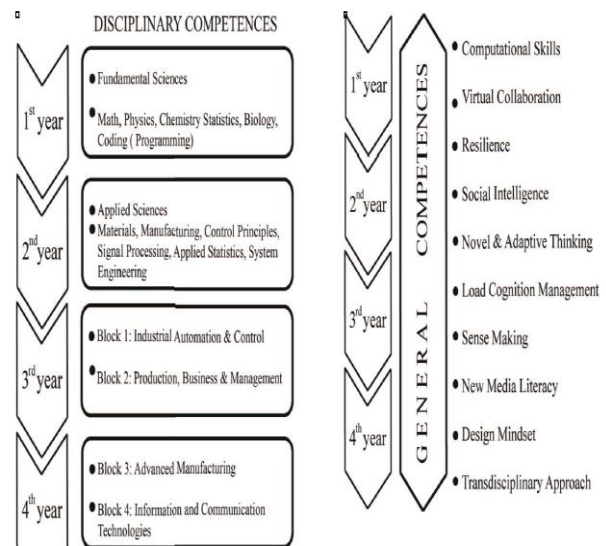 DISCIPLINARY COMPETENCES
1st year
● Fundamental Sciences
● Math, Physics, Chemistry Statistics, Biology,
Coding ( Programming)
2nd year
● Applied Sciences
● Materials, Manufacturing, Control Principles,
Signal Processing, Applied Statistics, System
Engineering
3rd year
● Block 1: Industrial Automation & Control
● Block 2: Production, Business & Management
4th year
● Block 3: Advanced Manufacturing
● Block 4: Information and Communication
Technologies
1st year
2nd year
3rd year
4th year
GENERAL COMPETENCES
● Computational Skills
● Virtual Collaboration
● Resilience
● Social Intelligence
● Novel & Adaptive Thinking
● Load Cognition Management
● Sense Making
● New Media Literacy
● Design Mindset
● Transdisciplinary Approach